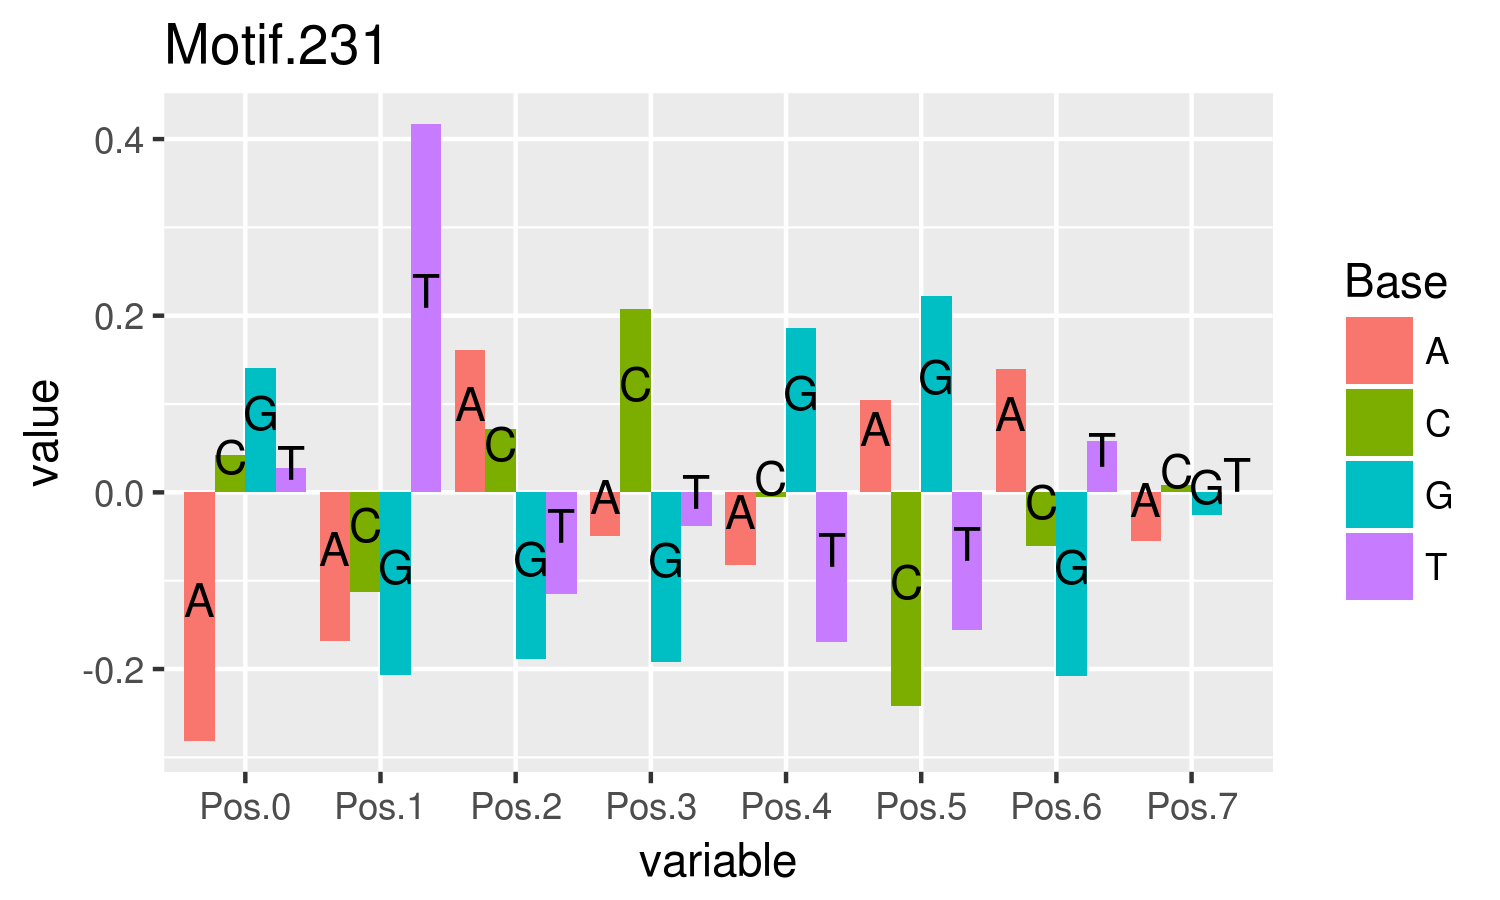 Motif.231
0.4
0.2
0.0
-0.2
value
A C G T A C G T A C G T A C G T A C G T A C G T A C G T A C G T
Pos.0 Pos.1 Pos.2 Pos.3 Pos.4 Pos.5 Pos.6 Pos.7
variable
Base
A
C
G
T